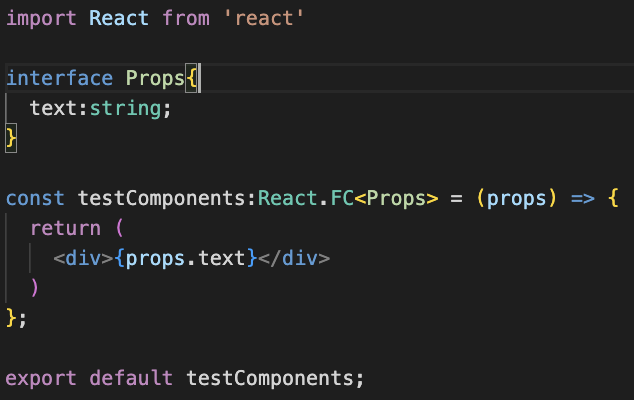 import React from 'react'
interface Props{
text:string;
}
const testComponents:React.FC<Props> = (props) => {
return (
<div>{props.text}</div>
)
};
export default testComponents;